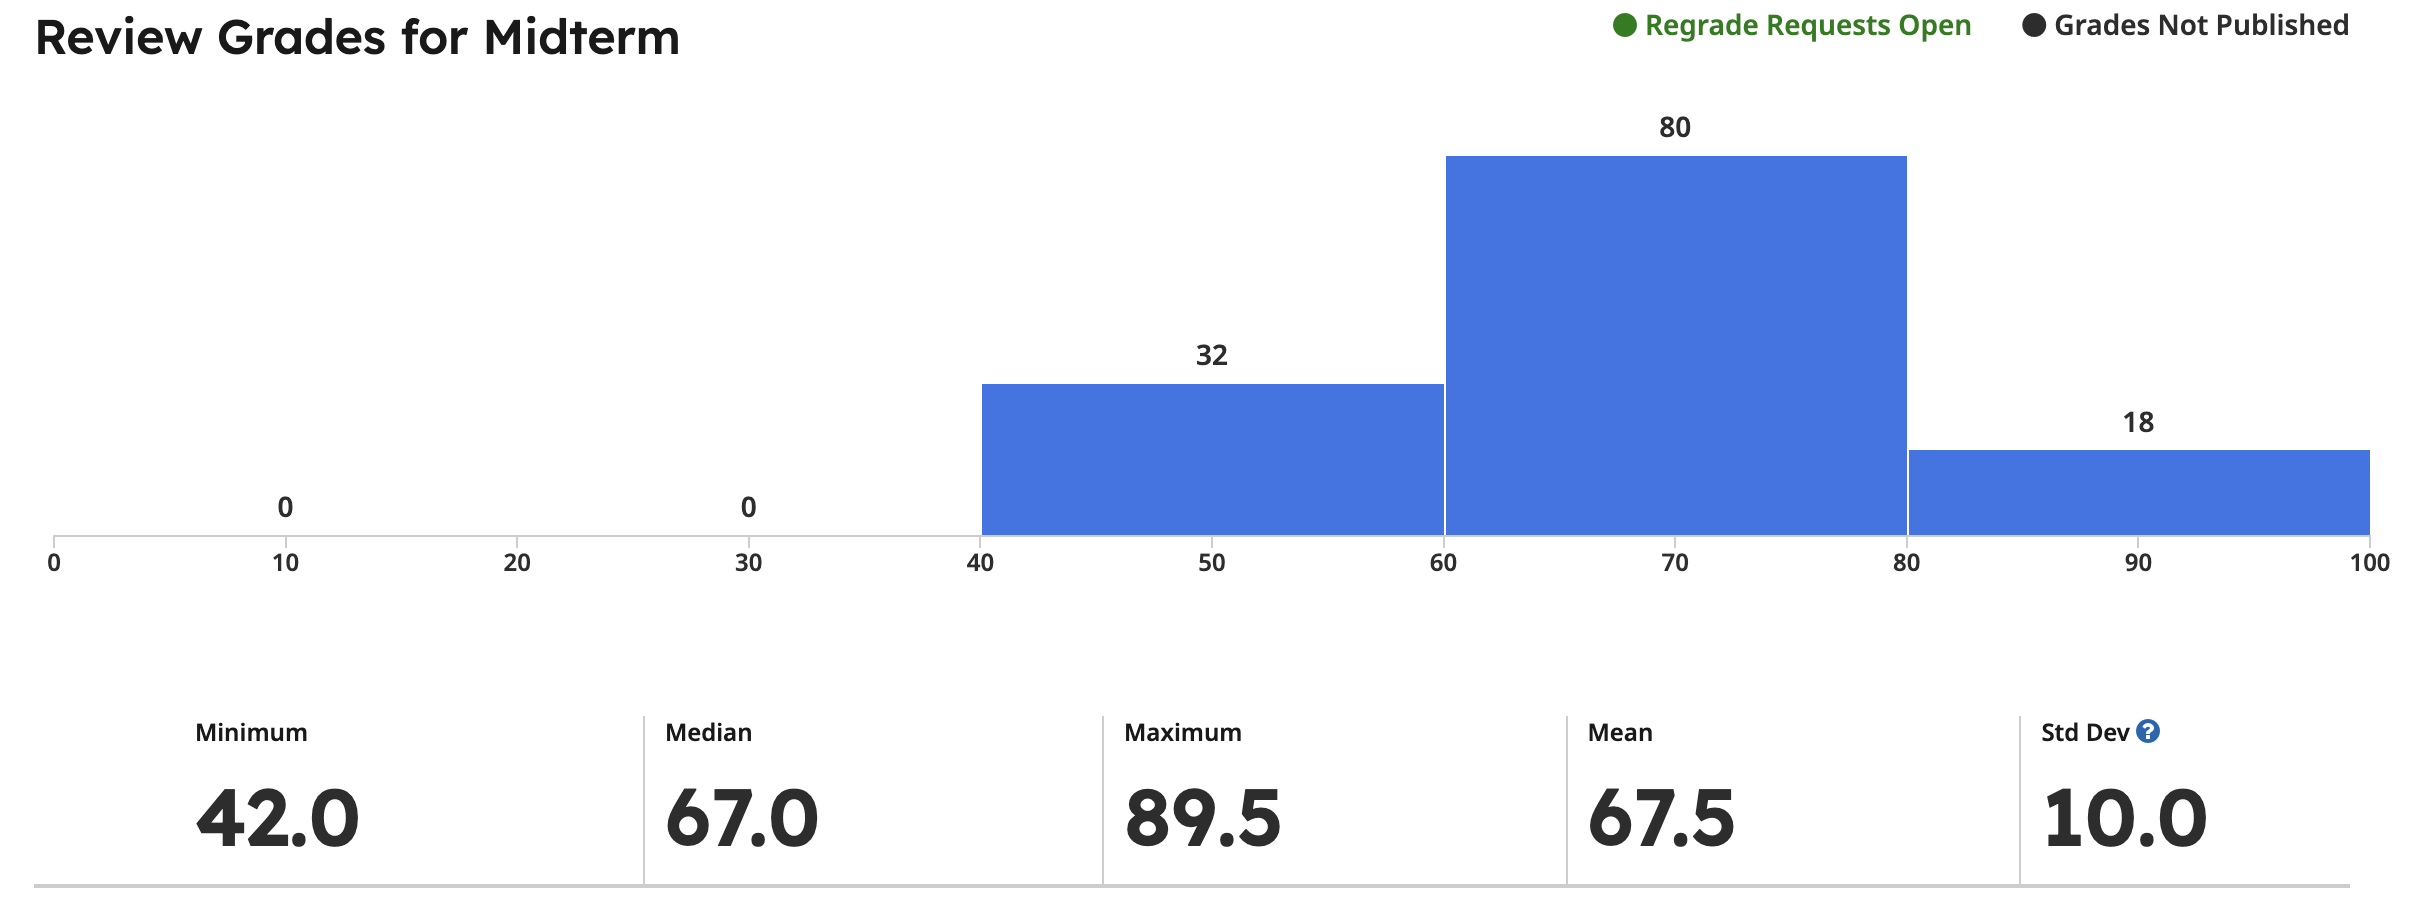 Review Grades for Midterm
Regrade Requests Open
Grades Not Published
80
32
18
0 0
0 10 20 30 40 50 60 70 80 90 100
Minimum Median Maximum Mean Std Dev ?
42.0 67.0 89.5 67.5 10.0